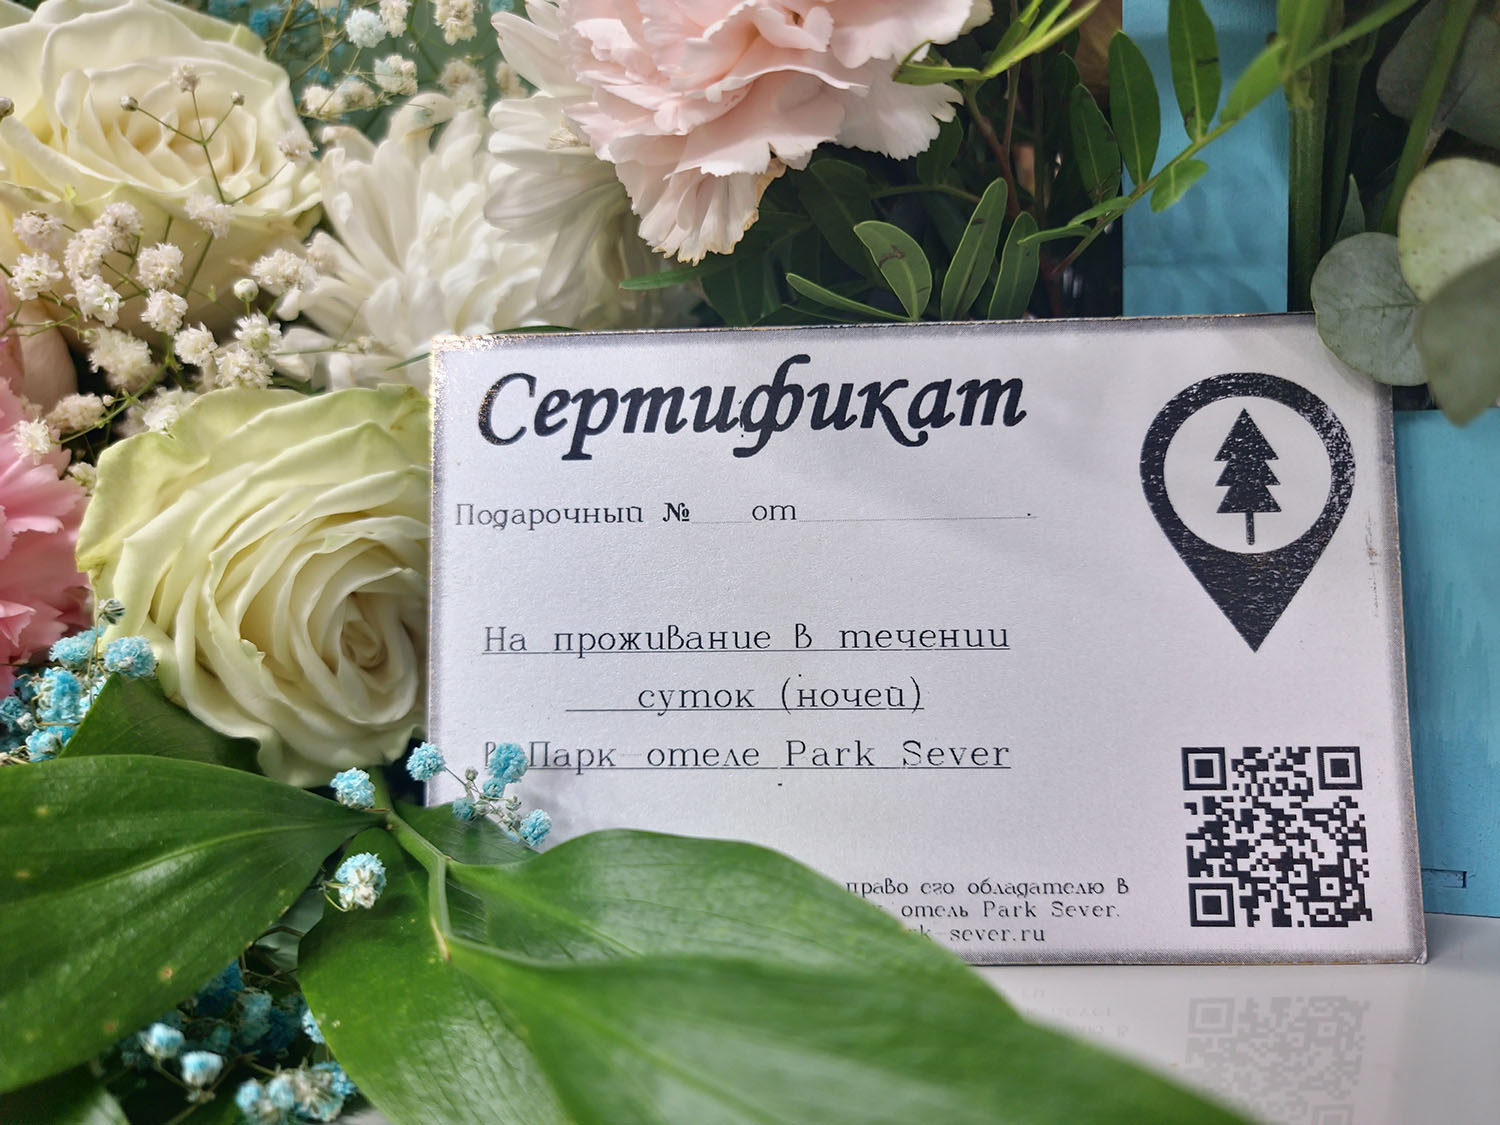 Сертификат
Подарочный № от .
На проживание в течении
суток (ночей)
в Парк отеле Park Sever
право его обладателю в
отель Park Sever.
sever.ru